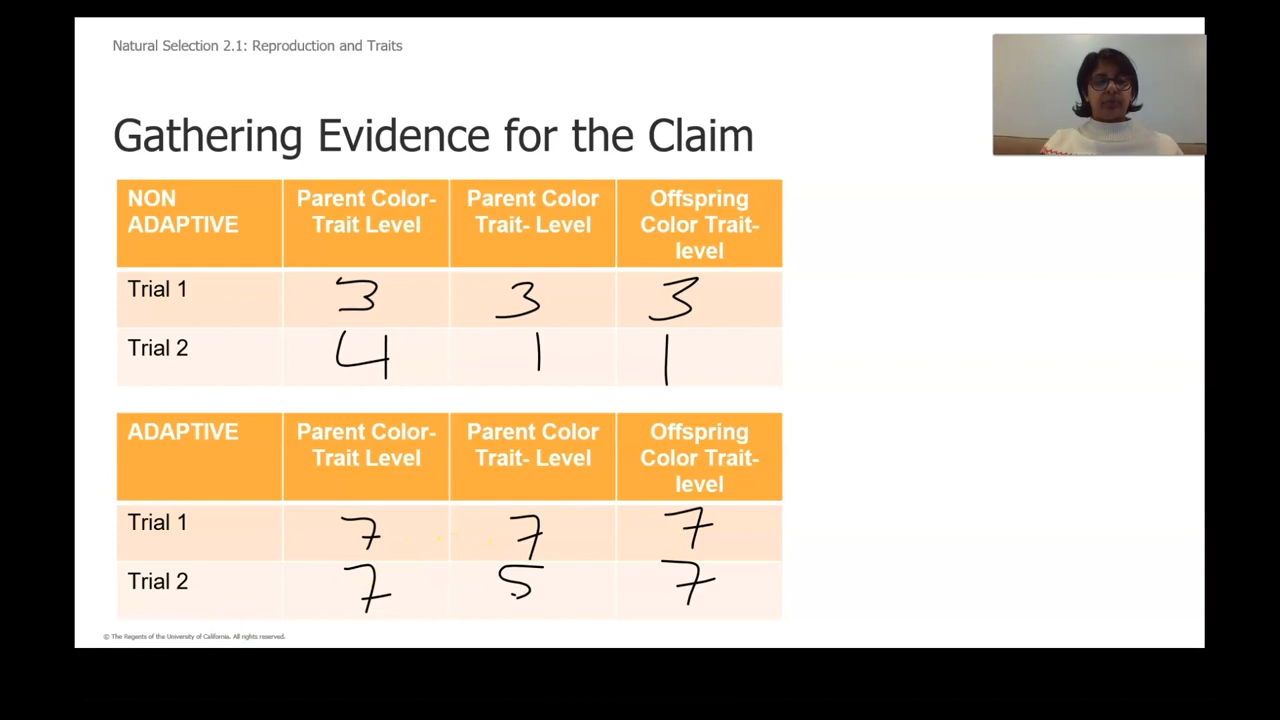 Natural Selection 2.1: Reproduction and Traits
Gathering Evidence for the Claim
NON ADAPTIVE
Parent Color-Trait Level
Parent Color Trait- Level
Offspring Color Trait-level
Trial 1 3 3 3
Trial 2 4 1 1
ADAPTIVE
Parent Color-Trait Level
Parent Color Trait- Level
Offspring Color Trait-level
Trial 1 7 7 7
Trial 2 7 5 7
© The Regents of the University of California. All rights reserved.